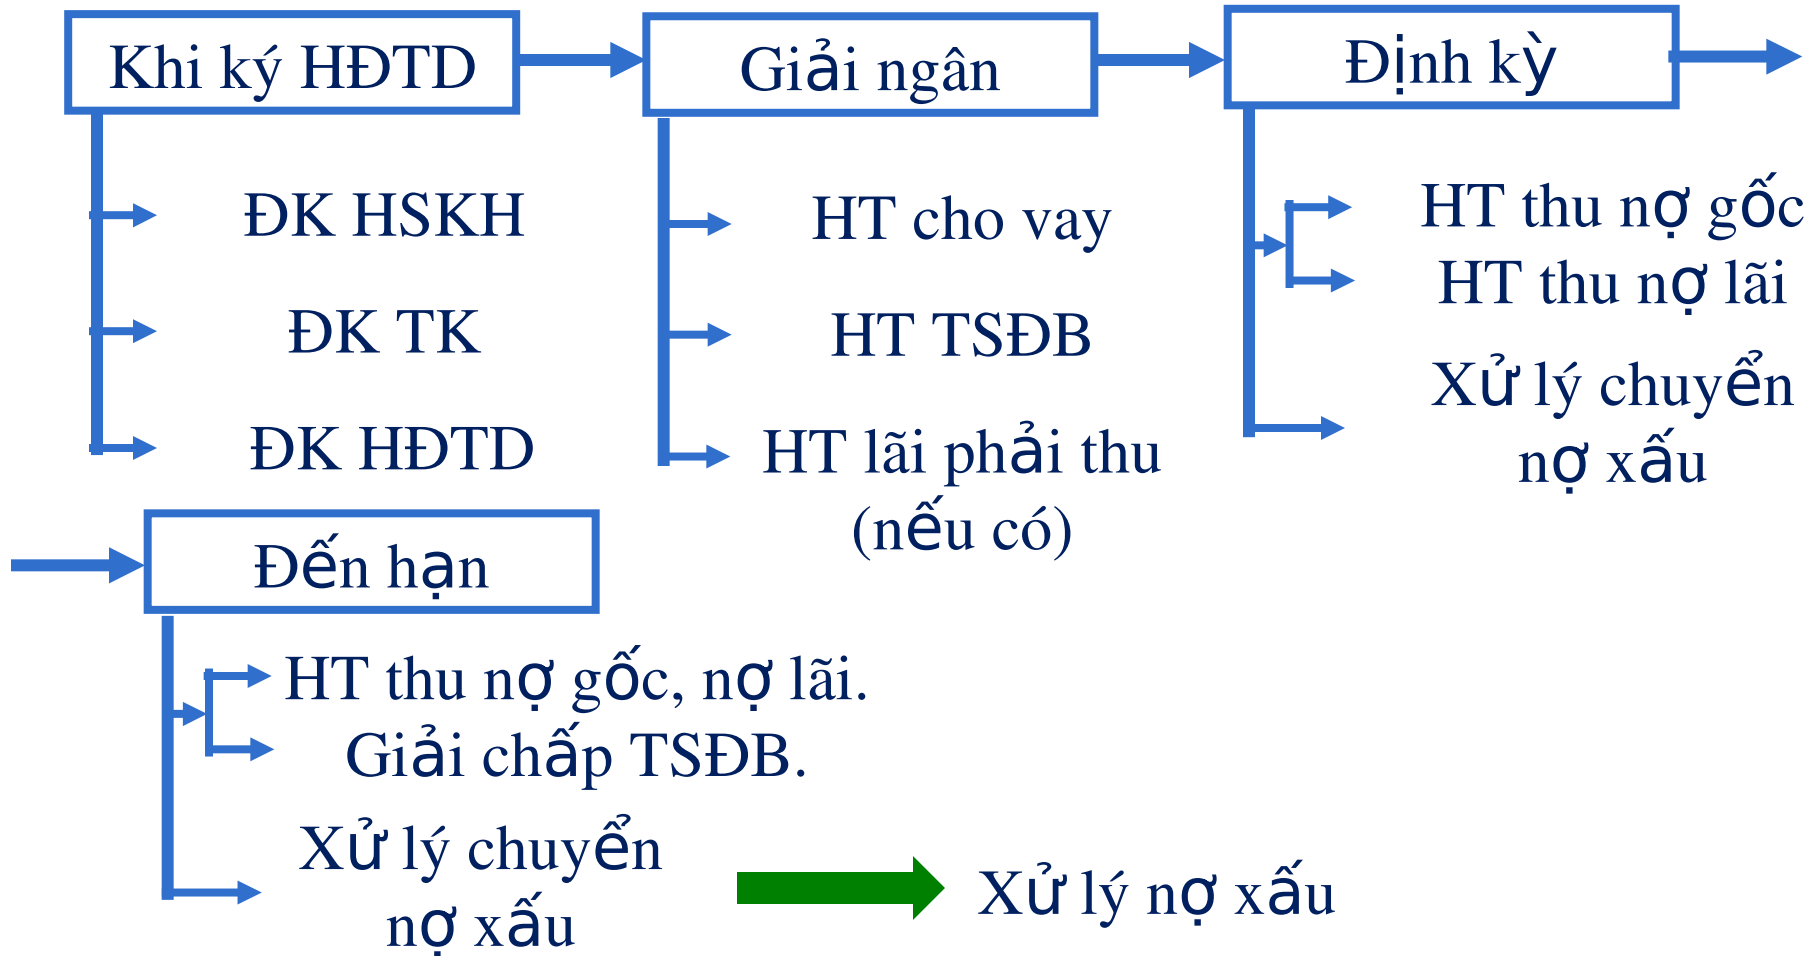 Khi ký HĐTD
Giải ngân
Định kỳ
ĐK HSKH
ĐK TK
ĐK HĐTD
HT cho vay
HT TSĐB
HT lãi phải thu
(nếu có)
HT thu nợ gốc
HT thu nợ lãi
Xử lý chuyển
nợ xấu
Đến hạn
HT thu nợ gốc, nợ lãi.
Giải chấp TSĐB.
Xử lý chuyển
nợ xấu
Xử lý nợ xấu